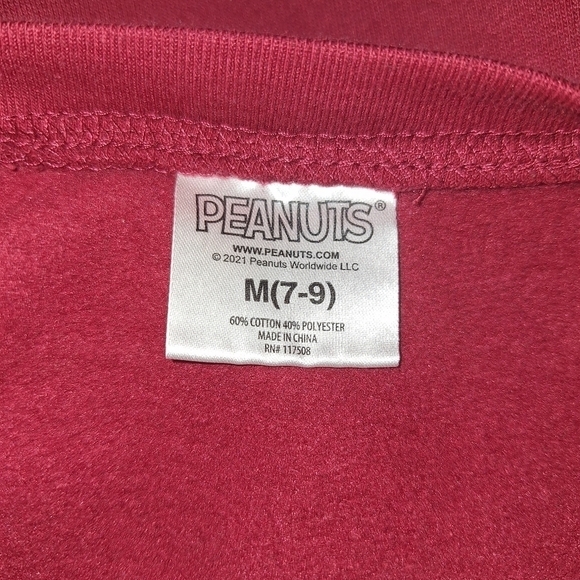 PEANUTS®
WWW.PEANUTS.COM
© 2021 Peanuts Worldwide LLC
M(7-9)
60% COTTON 40% POLYESTER
MADE IN CHINA
RN# 117508